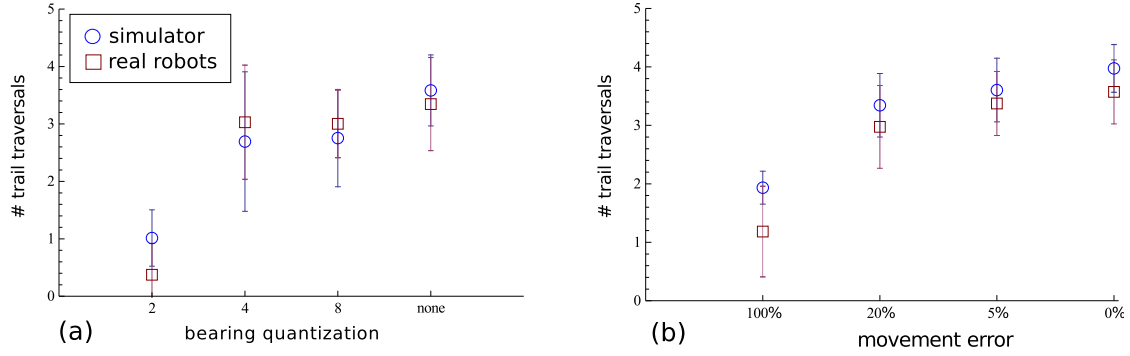 5
4
3
2
1
0
# trail traversals
simulator
real robots
2 4 8 none
(a) bearing quantization
5
4
3
2
1
0
# trail traversals
100% 20% 5% 0%
(b) movement error